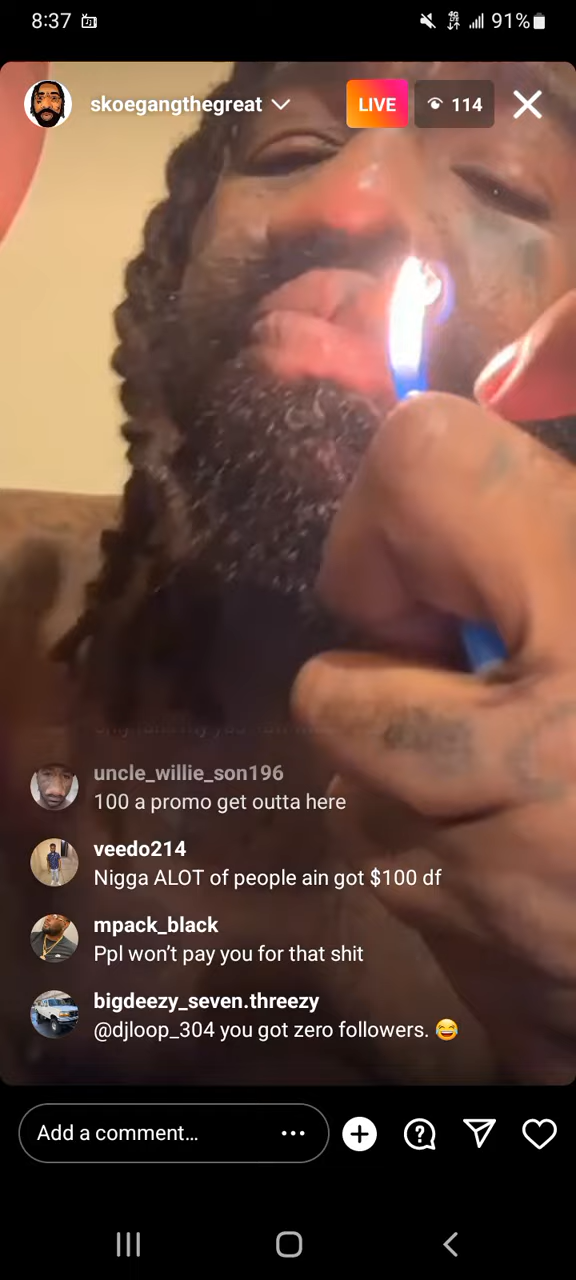 8:37
91%
skoegangthegreat
LIVE
114
uncle_willie_son196
100 a promo get outta here
veedo214
Nigga ALOT of people ain got $100 df
mpack_black
Ppl won't pay you for that shit
bigdeezy_seven.threezy
@djloop_304 you got zero followers. 😂
Add a comment...